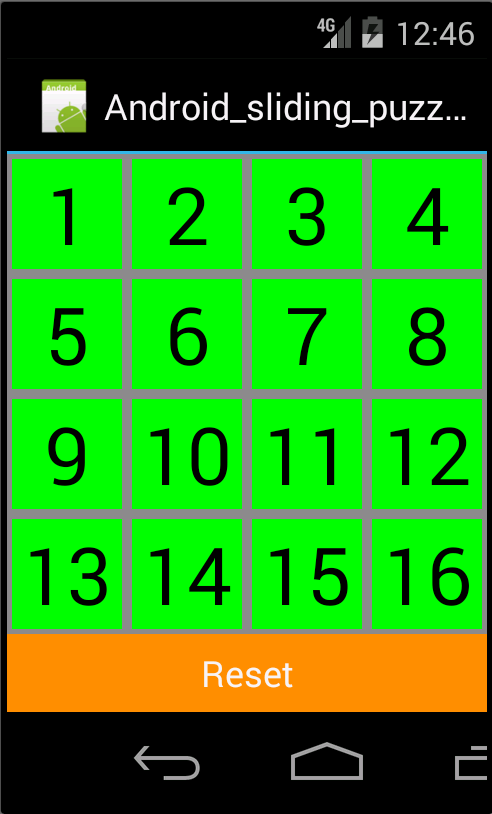 4G 12:46
Android
Android_sliding_puzz...
1 2 3 4
5 6 7 8
9 10 11 12
13 14 15 16
Reset